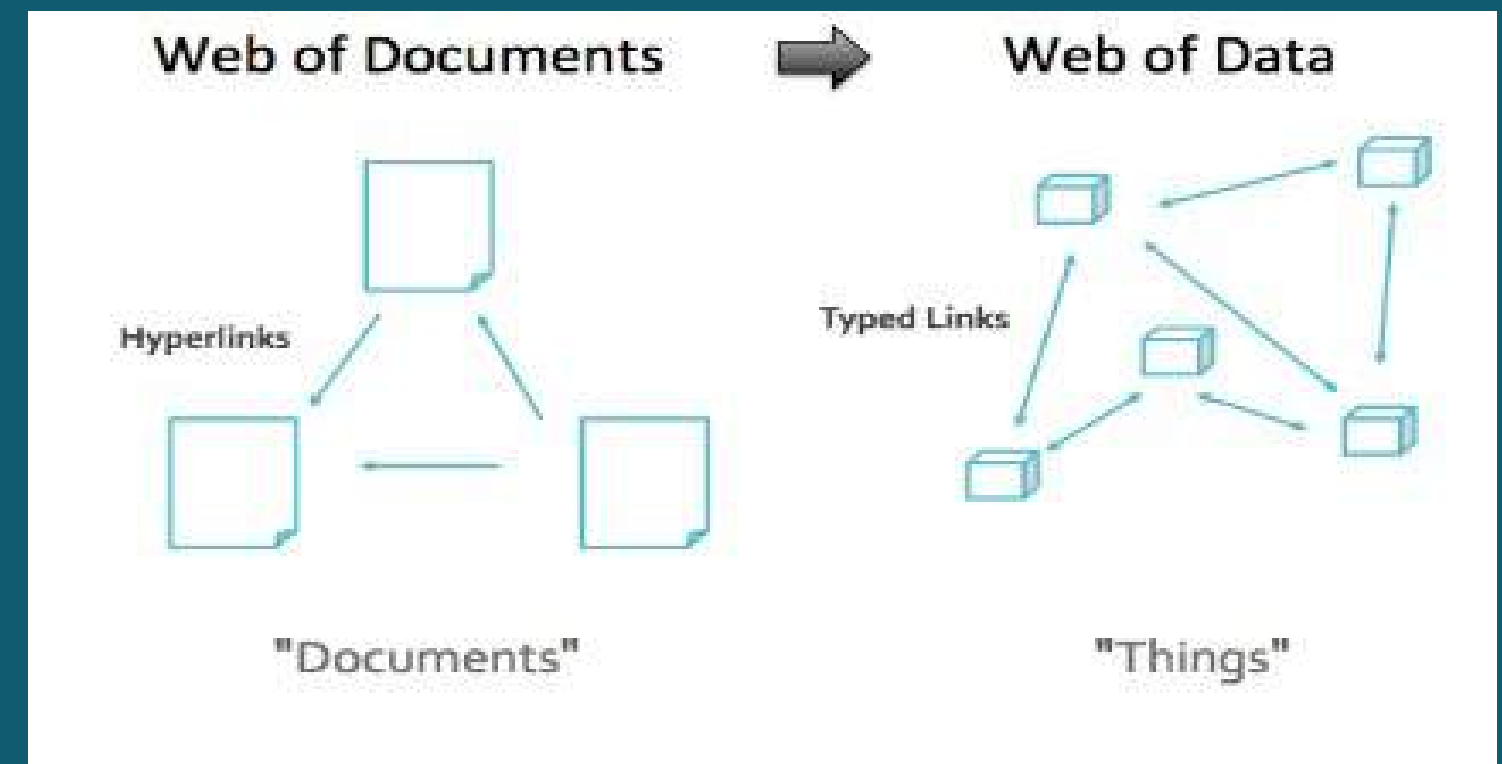 Web of Documents
Web of Data
Hyperlinks
Typed Links
"Documents"
"Things"